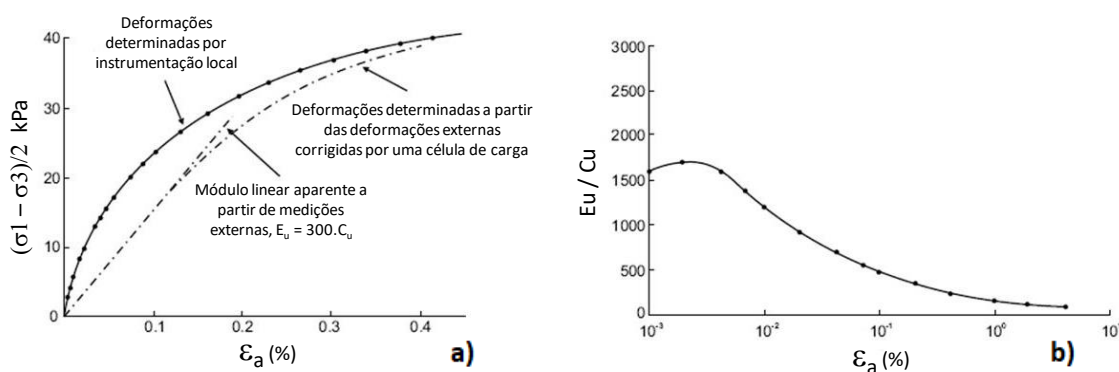 Deformações
determinadas por
instrumentação local
40
30
20
10
0
(σ1 – σ3)/2 kPa
Deformações determinadas a partir
das deformações externas
corrigidas por uma célula de carga
Módulo linear aparente a
partir de medições
externas, Eᵤ = 300.Cᵤ
0.1 0.2 0.3 0.4
εₐ (%)
a)
3000
2500
2000
1500
1000
500
0
Eu / Cu
10⁻³ 10⁻² 10⁻¹ 10⁰
εₐ (%)
b)